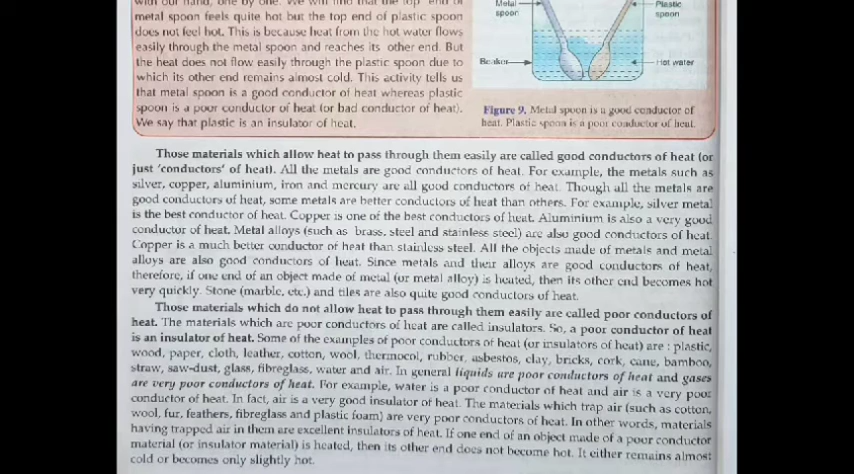 with our hand, one by one. We will find that the top end of
metal spoon feels quite hot but the top end of plastic spoon
does not feel hot. This is because heat from the hot water flows
easily through the metal spoon and reaches its other end. But
the heat does not flow easily through the plastic spoon due to
which its other end remains almost cold. This activity tells us
that metal spoon is a good conductor of heat whereas plastic
spoon is a poor conductor of heat (or bad conductor of heat).
We say that plastic is an insulator of heat.
Metal
spoon
Plastic
spoon
Beaker
Hot water
Figure 9. Metal spoon is a good conductor of
heat. Plastic spoon is a poor conductor of heat.
Those materials which allow heat to pass through them easily are called good conductors of heat (or
just 'conductors' of heat). All the metals are good conductors of heat. For example, the metals such as
silver, copper, aluminium, iron and mercury are all good conductors of heat. Though all the metals are
good conductors of heat, some metals are better conductors of heat than others. For example, silver metal
is the best conductor of heat. Copper is one of the best conductors of heat. Aluminium is also a very good
conductor of heat. Metal alloys (such as brass, steel and stainless steel) are also good conductors of heat.
Copper is a much better conductor of heat than stainless steel. All the objects made of metals and metal
alloys are also good conductors of heat. Since metals and their alloys are good conductors of heat,
therefore, if one end of an object made of metal (or metal alloy) is heated, then its other end becomes hot
very quickly. Stone (marble, etc.) and tiles are also quite good conductors of heat.
Those materials which do not allow heat to pass through them easily are called poor conductors of
heat. The materials which are poor conductors of heat are called insulators. So, a poor conductor of heat
is an insulator of heat. Some of the examples of poor conductors of heat (or insulators of heat) are : plastic,
wood, paper, cloth, leather, cotton, wool, thermocol, rubber, asbestos, clay, bricks, cork, cane, bamboo,
straw, saw-dust, glass, fibreglass, water and air. In general liquids are poor conductors of heat and gases
are very poor conductors of heat. For example, water is a poor conductor of heat and air is a very poor
conductor of heat. In fact, air is a very good insulator of heat. The materials which trap air (such as cotton,
wool, fur, feathers, fibreglass and plastic foam) are very poor conductors of heat. In other words, materials
having trapped air in them are excellent insulators of heat. If one end of an object made of a poor conductor
material (or insulator material) is heated, then its other end does not become hot. It either remains almost
cold or becomes only slightly hot.